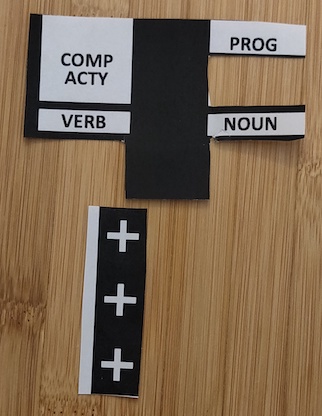 COMP
ACTY
VERB
PROG
NOUN
+
+
+